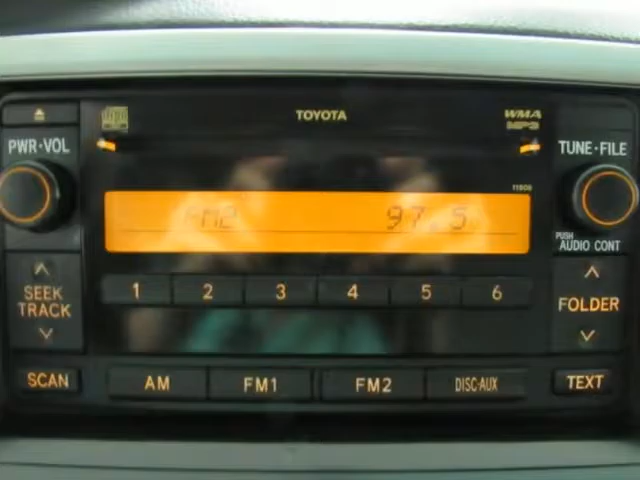 TOYOTA
WMA
MP3
PWR·VOL
TUNE·FILE
11809
FM2 97.5
PUSH
AUDIO CONT
1 2 3 4 5 6
SEEK
TRACK
FOLDER
SCAN
AM FM1 FM2 DISC·AUX
TEXT